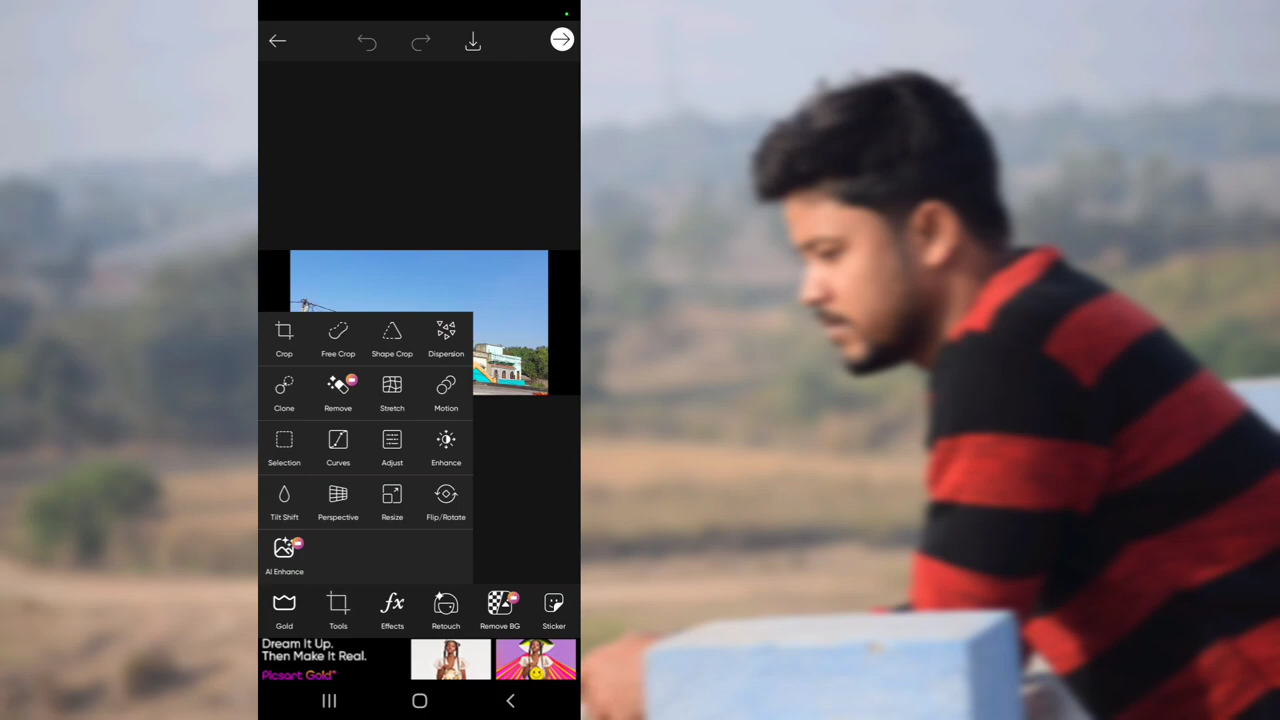 Crop Free Crop Shape Crop Dispersion
Clone Remove Stretch Motion
Selection Curves Adjust Enhance
Tilt Shift Perspective Resize Flip/Rotate
AI Enhance
Gold Tools Effects Retouch Remove BG Sticker
Dream It Up.
Then Make It Real.
Picsart Gold